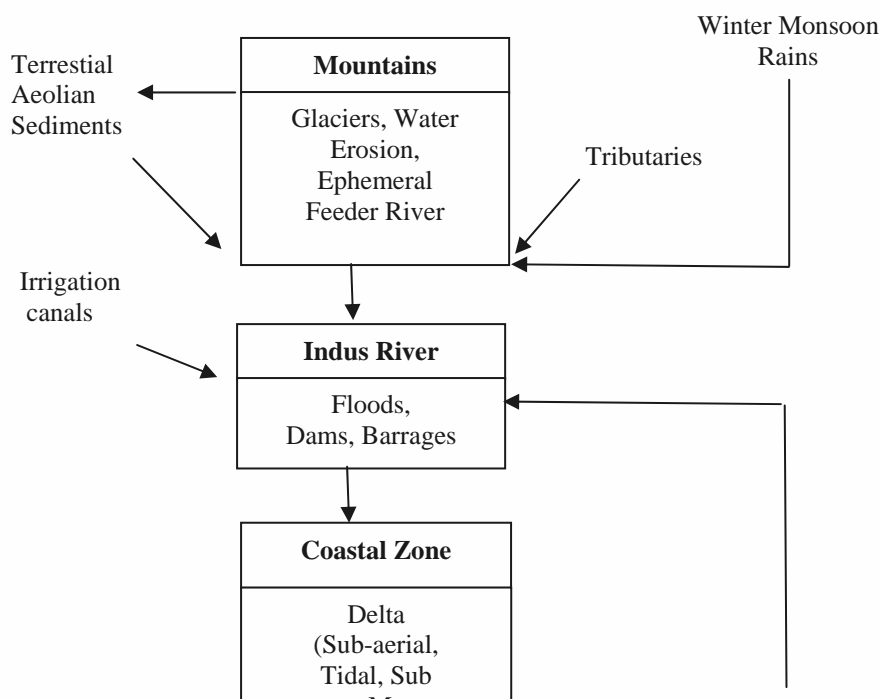 Winter Monsoon
Rains
Terrestial
Aeolian
Sediments
Mountains
Glaciers, Water
Erosion,
Ephemeral
Feeder River
Tributaries
Irrigation
canals
Indus River
Floods,
Dams, Barrages
Coastal Zone
Delta
(Sub-aerial,
Tidal, Sub